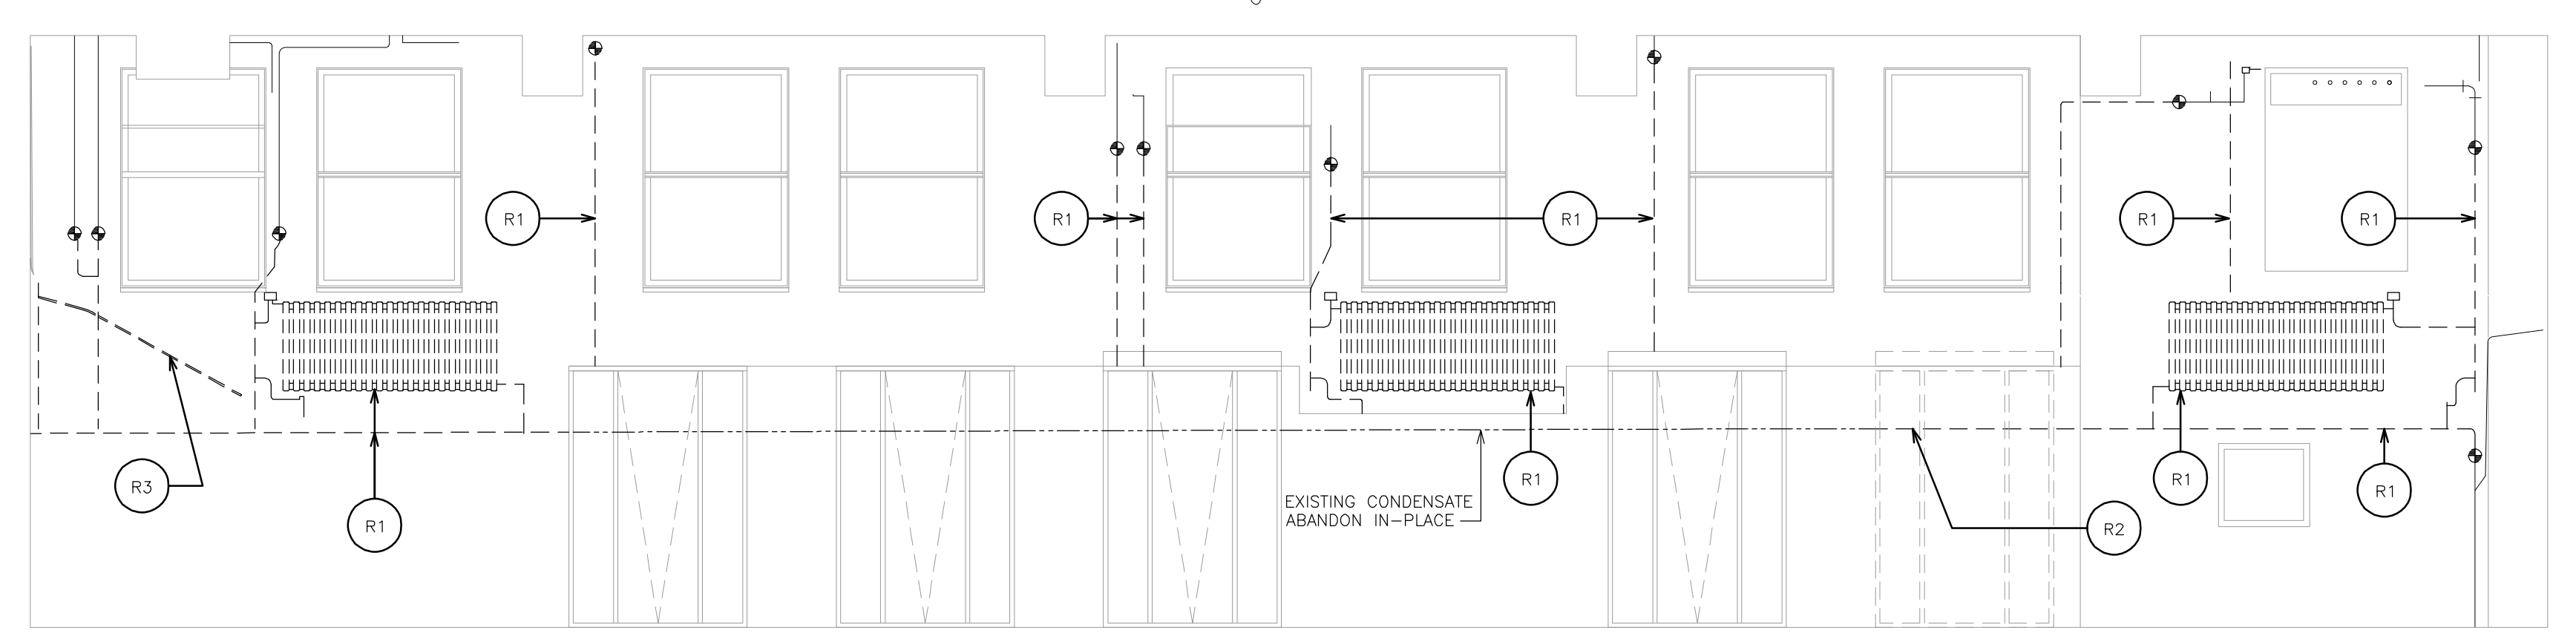 R1
R1
R1
R1
R1
R3
R1
EXISTING CONDENSATE
ABANDON IN-PLACE
R1
R2
R1
R1